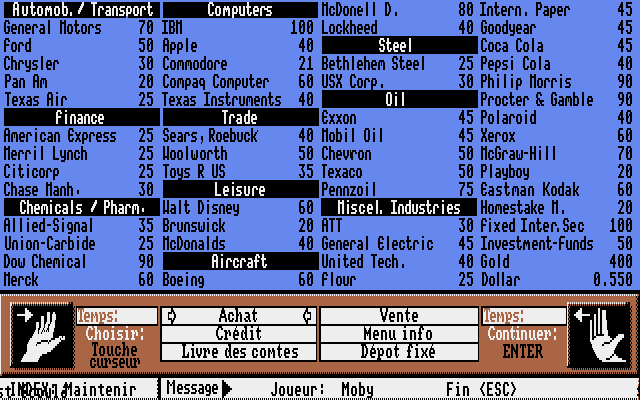 Automob. / Transport
General Motors 70
Ford 50
Chrysler 30
Pan Am 20
Texas Air 25
Finance
American Express 25
Merril Lynch 25
Citicorp 25
Chase Manh. 30
Chemicals / Pharm.
Allied-Signal 35
Union-Carbide 25
Dow Chemical 90
Merck 60
Computers
IBM 100
Apple 40
Commodore 21
Compaq Computer 60
Texas Instruments 40
Trade
Sears, Roebuck 40
Woolworth 50
Toys R US 35
Leisure
Walt Disney 60
Brunswick 20
McDonalds 40
Aircraft
Boeing 60
McDonell D. 80
Lockheed 40
Steel
Bethlehem Steel 25
USX Corp. 30
Oil
Exxon 45
Mobil Oil 45
Chevron 50
Texaco 50
Pennzoil 75
Miscel. Industries
ATT 30
General Electric 45
United Tech. 40
Flour 25
Intern. Paper 45
Goodyear 45
Coca Cola 45
Pepsi Cola 40
Philip Morris 90
Procter & Gamble 90
Polaroid 40
Xerox 60
McGraw-Hill 70
Playboy 20
Eastman Kodak 60
Homestake M. 20
Fixed Inter.Sec 100
Investment-Funds 50
Gold 400
Dollar 0.550
Temps:
Choisir:
Touche
curseur
Achat
Crédit
Livre des comtes
Vente
Menu info
Dépot fixé
Temps:
Continuer:
ENTER
INDEX: Maintenir
Message
Joueur: Moby
Fin <ESC>